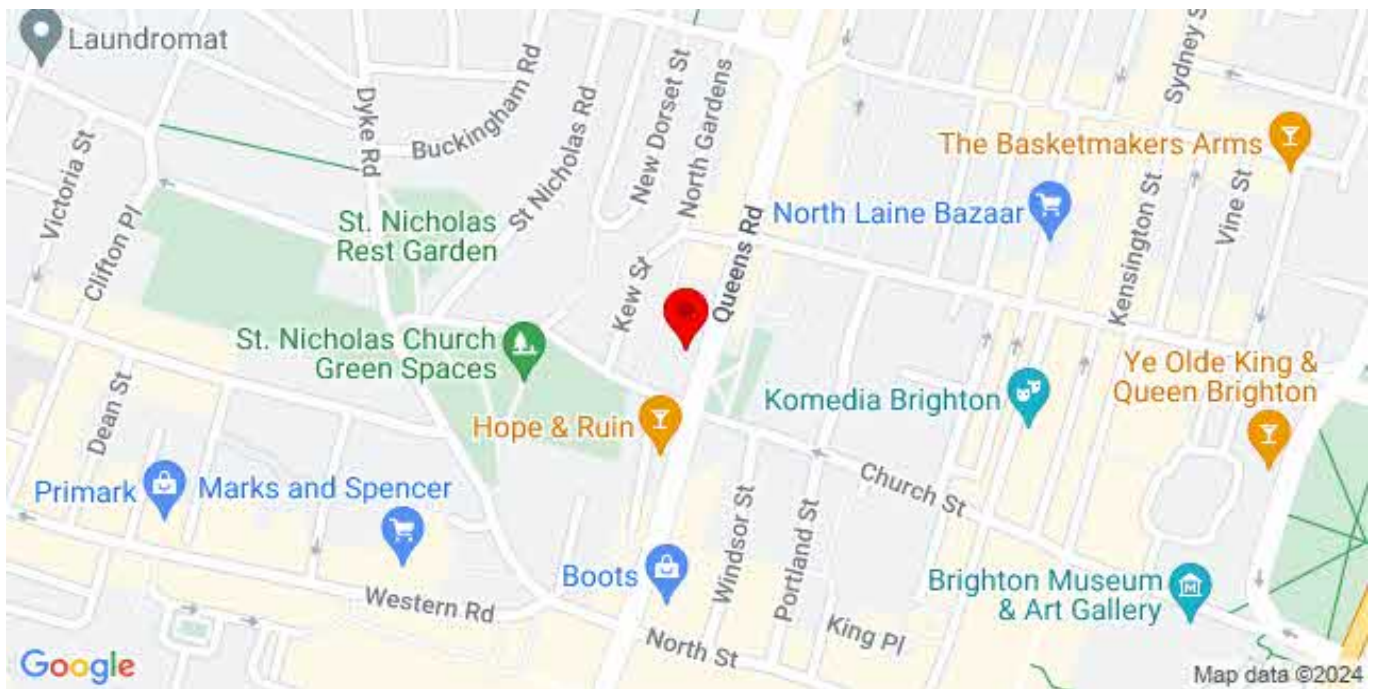 Laundromat
Victoria St
Clifton Pl
Dyke Rd
Buckingham Rd
St Nicholas Rd
New Dorset St
North Gardens
Sydney St
The Basketmakers Arms
North Laine Bazaar
Kensington St
Vine St
St. Nicholas
Rest Garden
Queens Rd
Kew St
St. Nicholas Church
Green Spaces
Ye Olde King &
Queen Brighton
Komedia Brighton
Hope & Ruin
Dean St
Primark
Marks and Spencer
Church St
Windsor St
Portland St
Boots
Western Rd
Brighton Museum
& Art Gallery
King Pl
North St
Google
Map data ©2024